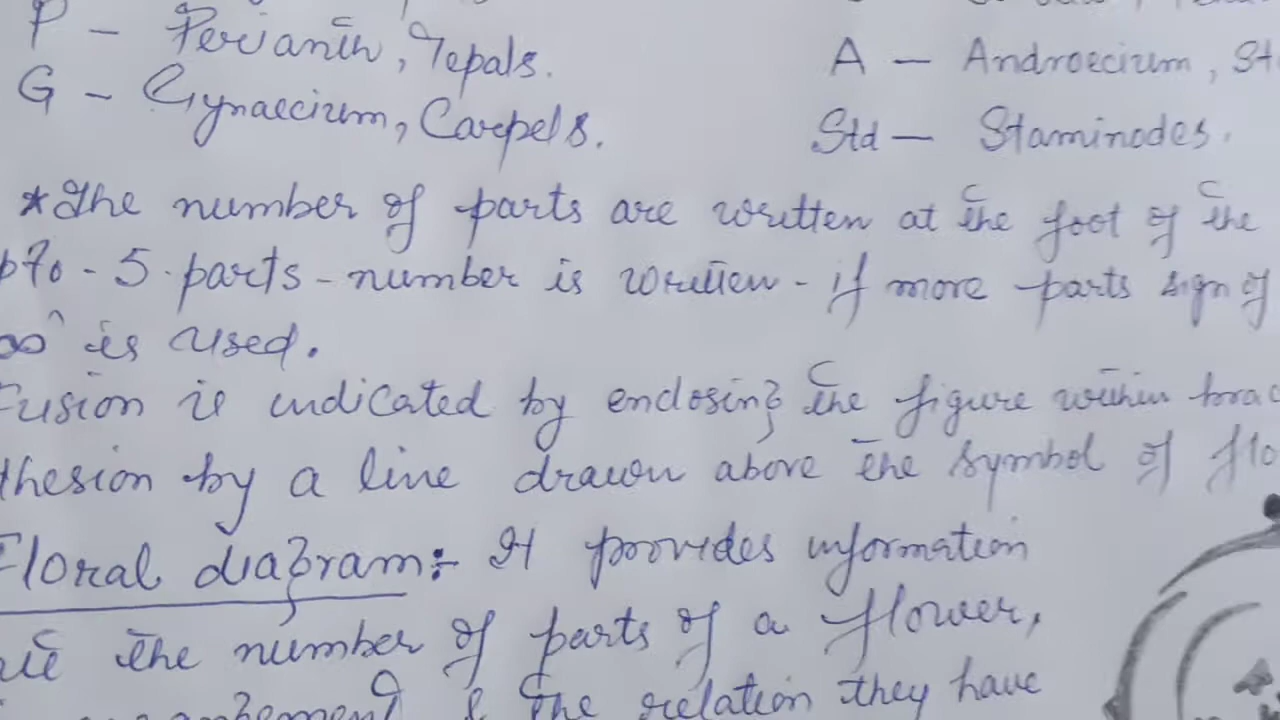 P - Perianth, Tepals.
A - Androecium, St
G - Gynaecium, Carpels.
Std - Staminodes.
*The number of parts are written at the foot of the
pto - 5 parts - number is written - if more parts sign of
"∞" is used.
Fusion is indicated by enclosing the figure within brac
thesion by a line drawn above the symbol of flo
Floral diagram:- It provides information
the number of parts of a flower,
& the relation they have